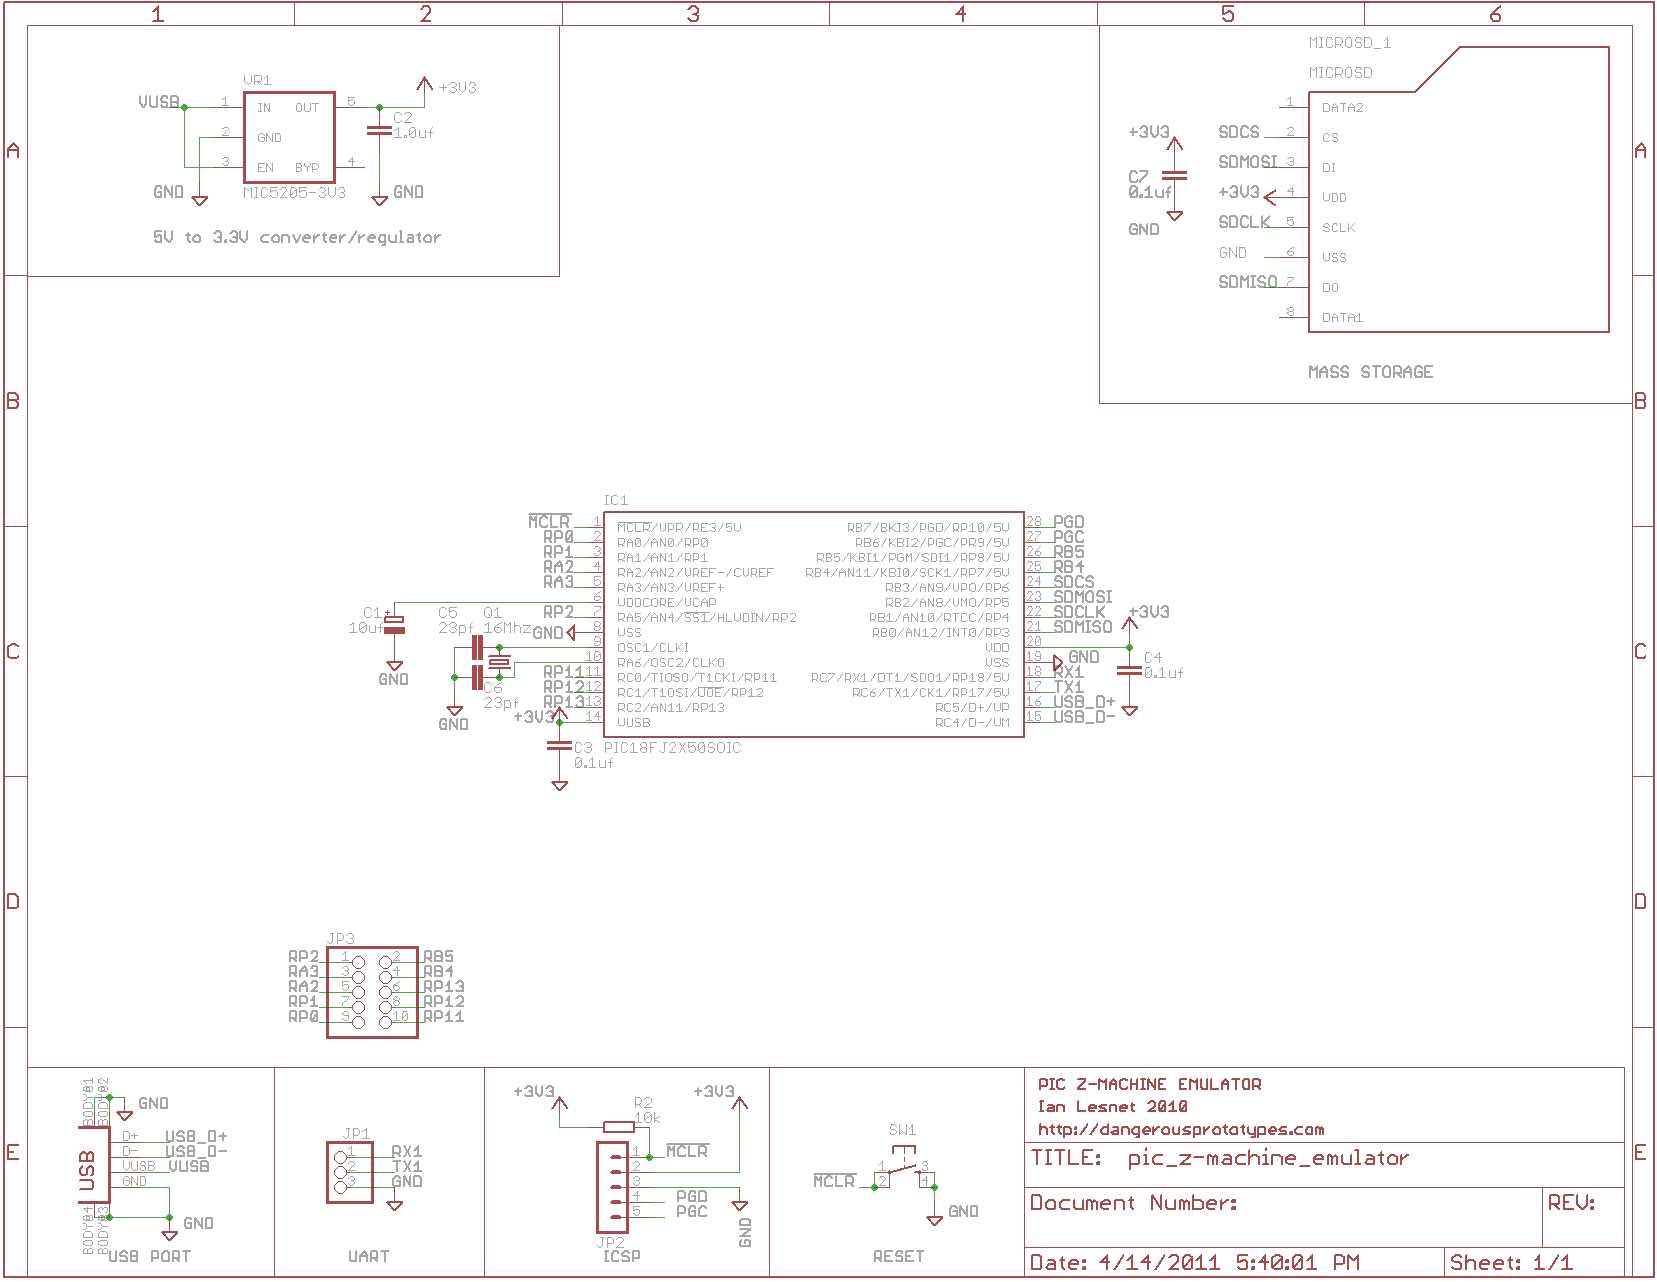 1 2 3 4 5 6
A A
B B
C C
D D
E E
VR1
VUSB 1 IN OUT 5 +3V3
2 GND C2
1.0uf
3 EN BYP 4
GND MIC5205-3V3 GND
5V to 3.3V converter/regulator
MICROSD_1
MICROSD
1 DATA2
SDCS 2 CS
SDMOSI 3 DI
+3V3 4 VDD
SDCLK 5 SCLK
GND 6 VSS
SDMISO 7 DO
8 DATA1
+3V3
C7
0.1uf
GND
MASS STORAGE
IC1
MCLR 1 MCLR/VPP/RE3/5V RB7/KBI3/PGD/RP10/5V 28 PGD
RP0 2 RA0/AN0/RP0 RB6/KBI2/PGC/RP9/5V 27 PGC
RP1 3 RA1/AN1/RP1 RB5/KBI1/PGM/SDI1/RP8/5V 26 RB5
RA2 4 RA2/AN2/VREF-/CVREF RB4/AN11/KBI0/SCK1/RP7/5V 25 RB4
RA3 5 RA3/AN3/VREF+ RB3/AN9/VPO/RP6 24 SDCS
6 VDDCORE/VCAP RB2/AN8/VMO/RP5 23 SDMOSI
RP2 7 RA5/AN4/SS1/HLVDIN/RP2 RB1/AN10/RTCC/RP4 22 SDCLK
GND 8 VSS RB0/AN12/INT0/RP3 21 SDMISO
9 OSC1/CLKI VDD 20 +3V3
10 RA6/OSC2/CLKO VSS 19 GND
RP11 11 RC0/TIOSO/T1CKI/RP11 RC7/RX1/DT1/SDO1/RP18/5V 18 RX1
RP12 12 RC1/T1OSI/UOE/RP12 RC6/TX1/CK1/RP17/5V 17 TX1
RP13 13 RC2/AN11/RP13 RC5/D+/VP 16 USB_D+
+3V3 14 VUSB RC4/D-/VM 15 USB_D-
PIC18FJ2X50SOIC
C1 +
10uf
GND
C5
23pf
Q1
16Mhz
C6
23pf
GND
C3
0.1uf
C4
0.1uf
JP3
RP2 1 2 RB5
RA3 3 4 RB4
RA2 5 6 RP13
RP1 7 8 RP12
RP0 9 10 RP11
BODY@1 BODY@2
GND
USB
D+ USB_D+
D- USB_D-
VUSB VUSB
GND
GND
BODY@4 BODY@3
USB PORT
JP1
1 RX1
2 TX1
3 GND
UART
+3V3 +3V3
R2
10k
1 MCLR
2
3
4 PGD
5 PGC
GND
JP2
ICSP
SW1
1 3
MCLR 2 4
GND
RESET
PIC Z-MACHINE EMULATOR
Ian Lesnet 2010
http://dangerousprototypes.com
TITLE: pic_z-machine_emulator
Document Number:
REV:
Date: 4/14/2011 5:40:01 PM
Sheet: 1/1